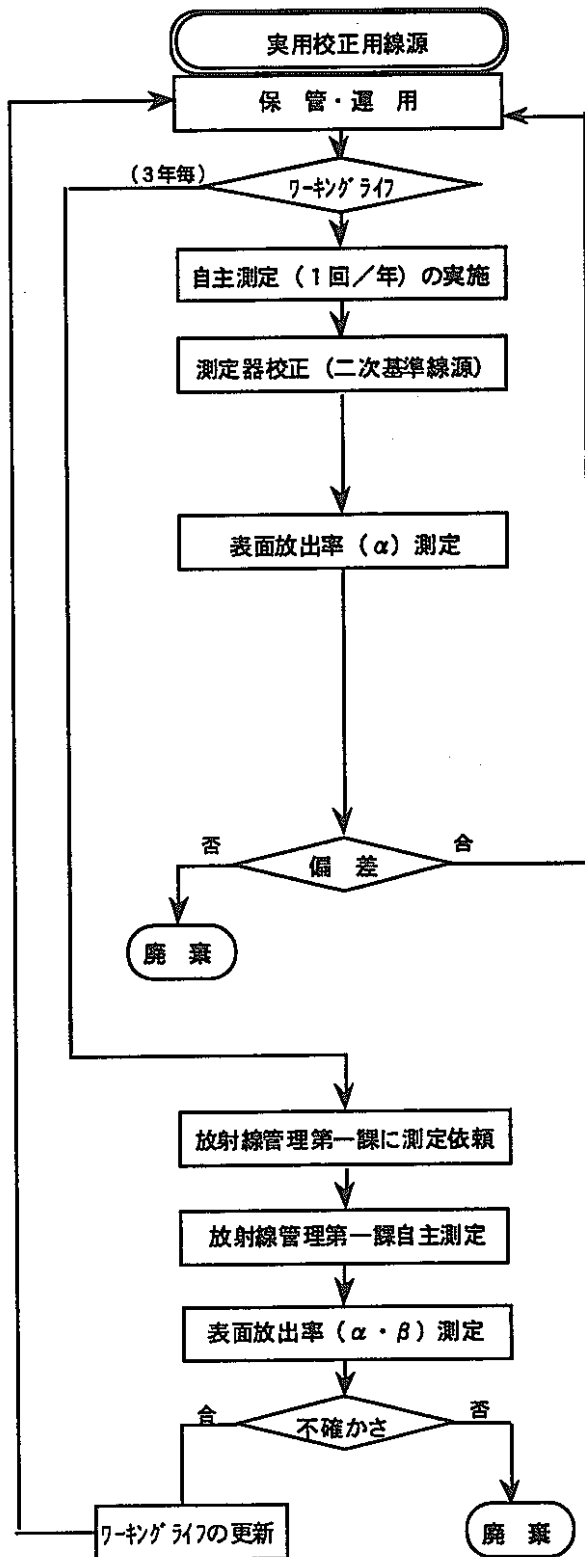 実用校正用線源
保 管・運 用
(3年毎)
ワーキングライフ
自主測定(1回/年)の実施
測定器校正(二次基準線源)
表面放出率(α)測定
否
合
偏 差
廃 棄
放射線管理第一課に測定依頼
放射線管理第一課自主測定
表面放出率(α・β)測定
合
否
不確かさ
ワーキングライフの更新
廃 棄